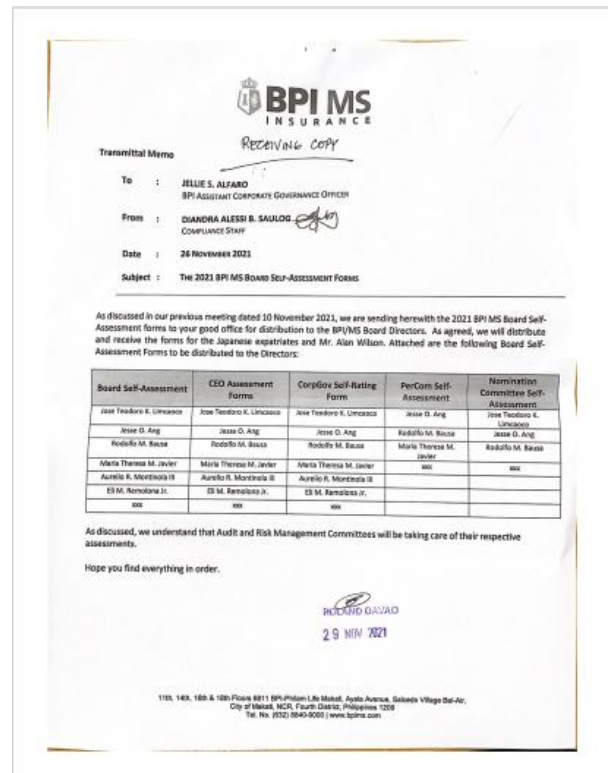 BPI MS
INSURANCE
RECEIVING COPY
Transmittal Memo
To : JELLIE S. ALFARO
BPI ASSISTANT CORPORATE GOVERNANCE OFFICER
From : DIANDRA ALESSI B. SAULOG
COMPLIANCE STAFF
Date : 26 NOVEMBER 2021
Subject : THE 2021 BPI MS BOARD SELF-ASSESSMENT FORMS
As discussed in our previous meeting dated 10 November 2021, we are sending herewith the 2021 BPI MS Board Self-
Assessment forms to your good office for distribution to the BPI/MS Board Directors. As agreed, we will distribute
and receive the forms for the Japanese expatriates and Mr. Alan Wilson. Attached are the following Board Self-
Assessment Forms to be distributed to the Directors:
Board Self-Assessment CEO Assessment Forms CorpGov Self-Rating Form PerCom Self-Assessment Nomination Committee Self-Assessment
Jose Teodoro K. Limcaoco Jose Teodoro K. Limcaoco Jose Teodoro K. Limcaoco Jesse O. Ang Jose Teodoro K. Limcaoco
Jesse O. Ang Jesse O. Ang Jesse O. Ang Rodolfo M. Bausa Jesse O. Ang
Rodolfo M. Bausa Rodolfo M. Bausa Rodolfo M. Bausa Maria Theresa M. Javier Rodolfo M. Bausa
Maria Theresa M. Javier Maria Theresa M. Javier Maria Theresa M. Javier xxx xxx
Aurelio R. Montinola III Aurelio R. Montinola III Aurelio R. Montinola III
Eli M. Remolona Jr. Eli M. Remolona Jr. Eli M. Remolona Jr.
xxx xxx xxx
As discussed, we understand that Audit and Risk Management Committees will be taking care of their respective
assessments.
Hope you find everything in order.
ROLAND DAVAO
29 NOV 2021
11th, 14th, 16th & 18th Floors 6811 BPI-Philam Life Makati, Ayala Avenue, Salcedo Village Bel-Air,
City of Makati, NCR, Fourth District, Philippines 1209
Tel. No. (632) 8840-9000 | www.bpims.com